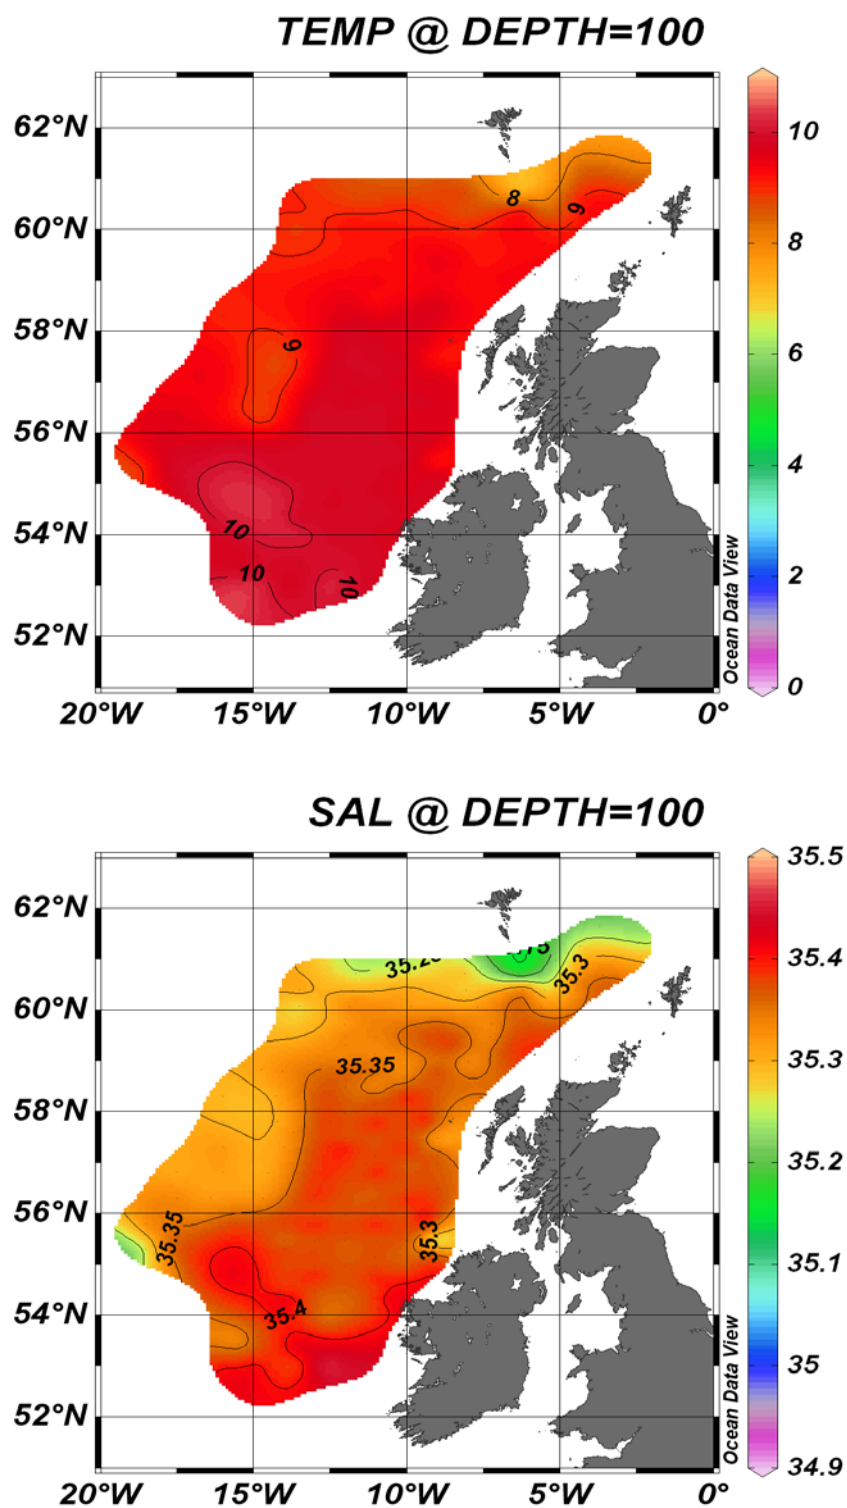 TEMP @ DEPTH=100
62°N
60°N
58°N
56°N
54°N
52°N
20°W 15°W 10°W 5°W 0°
8
9
9
10
10
10
Ocean Data View
10
8
6
4
2
0
SAL @ DEPTH=100
62°N
60°N
58°N
56°N
54°N
52°N
20°W 15°W 10°W 5°W 0°
35.3
35.35
35.35
35.3
35.4
Ocean Data View
35.5
35.4
35.3
35.2
35.1
35
34.9